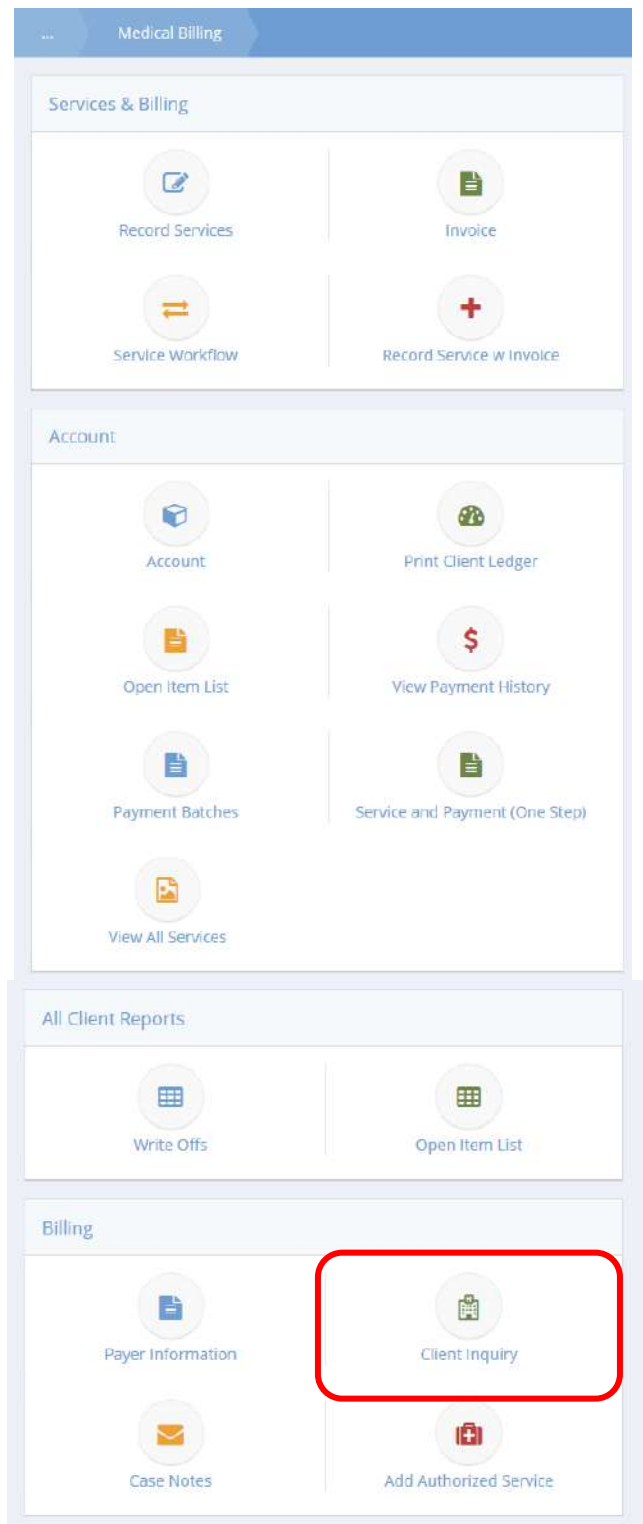 ... Medical Billing
Services & Billing
Record Services Invoice
Service Workflow Record Service w Invoice
Account
Account Print Client Ledger
Open Item List View Payment History
Payment Batches Service and Payment (One Step)
View All Services
All Client Reports
Write Offs Open Item List
Billing
Payer Information Client Inquiry
Case Notes Add Authorized Service